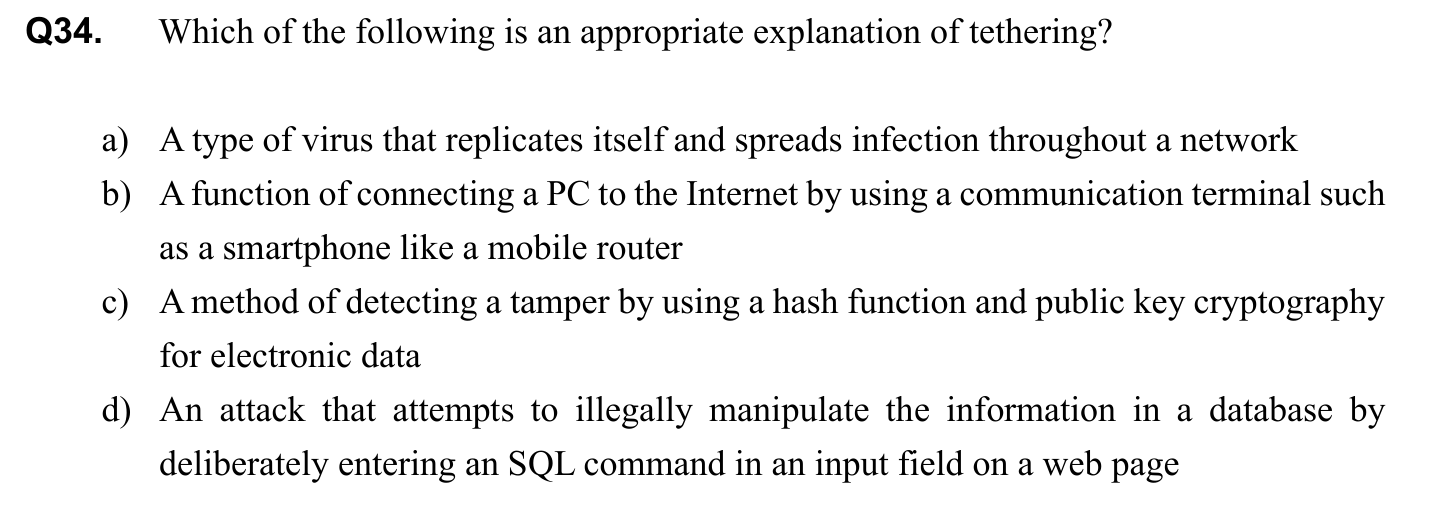 Q34. Which of the following is an appropriate explanation of tethering?
a) A type of virus that replicates itself and spreads infection throughout a network
b) A function of connecting a PC to the Internet by using a communication terminal such
as a smartphone like a mobile router
c) A method of detecting a tamper by using a hash function and public key cryptography
for electronic data
d) An attack that attempts to illegally manipulate the information in a database by
deliberately entering an SQL command in an input field on a web page